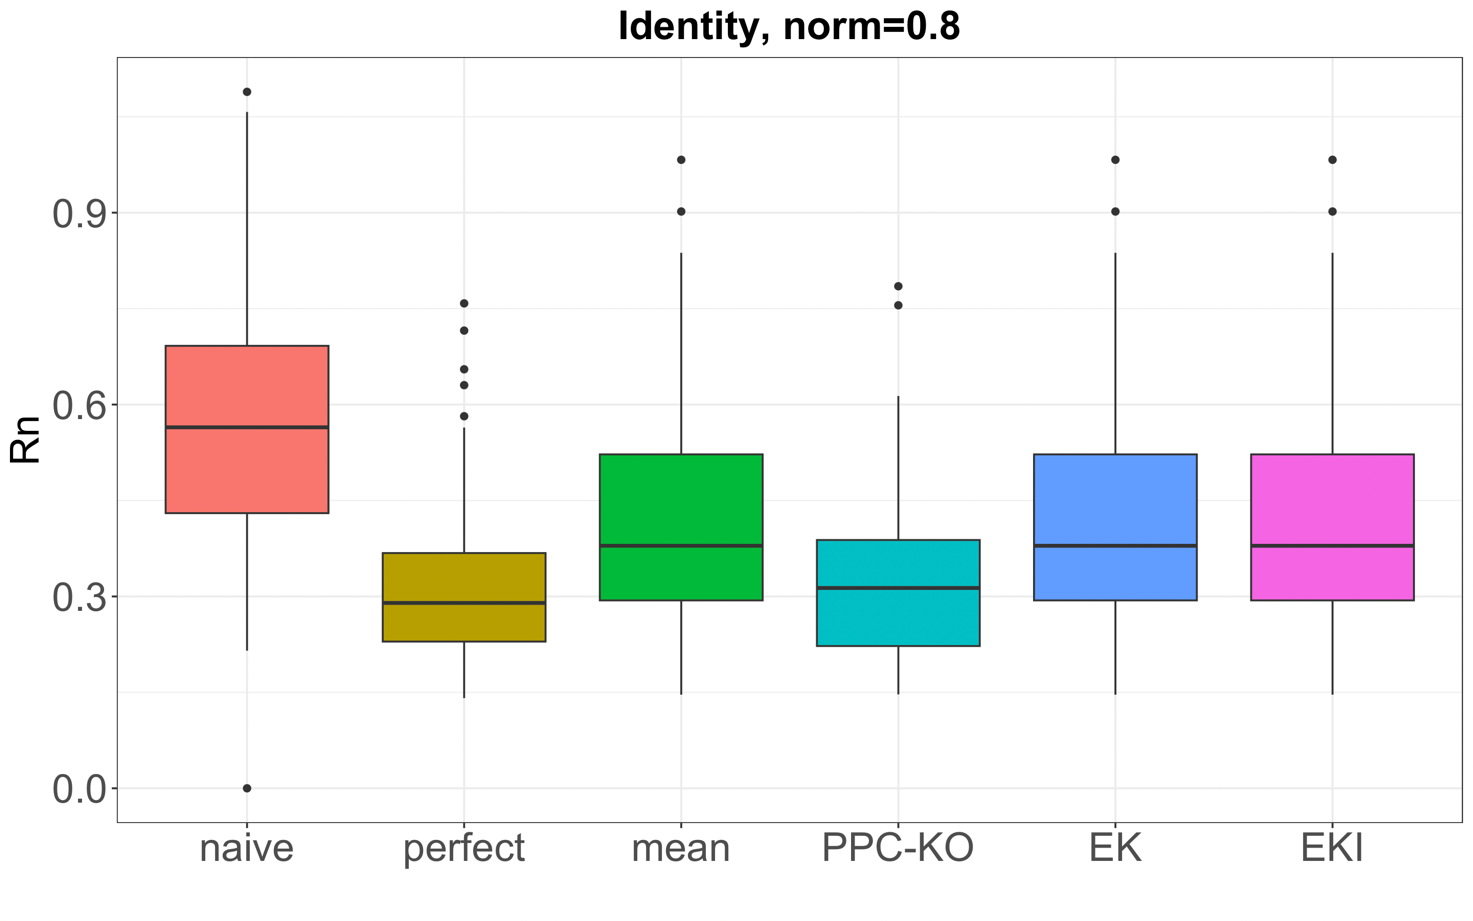 Identity, norm=0.8
Rn
0.9
0.6
0.3
0.0
naive perfect mean PPC-KO EK EKI